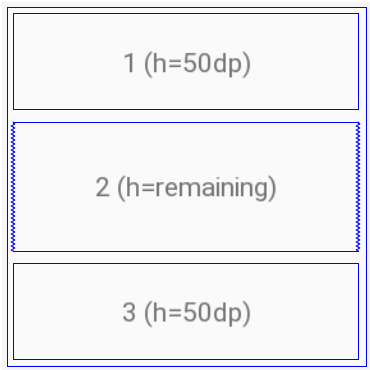 1 (h=50dp)
2 (h=remaining)
3 (h=50dp)